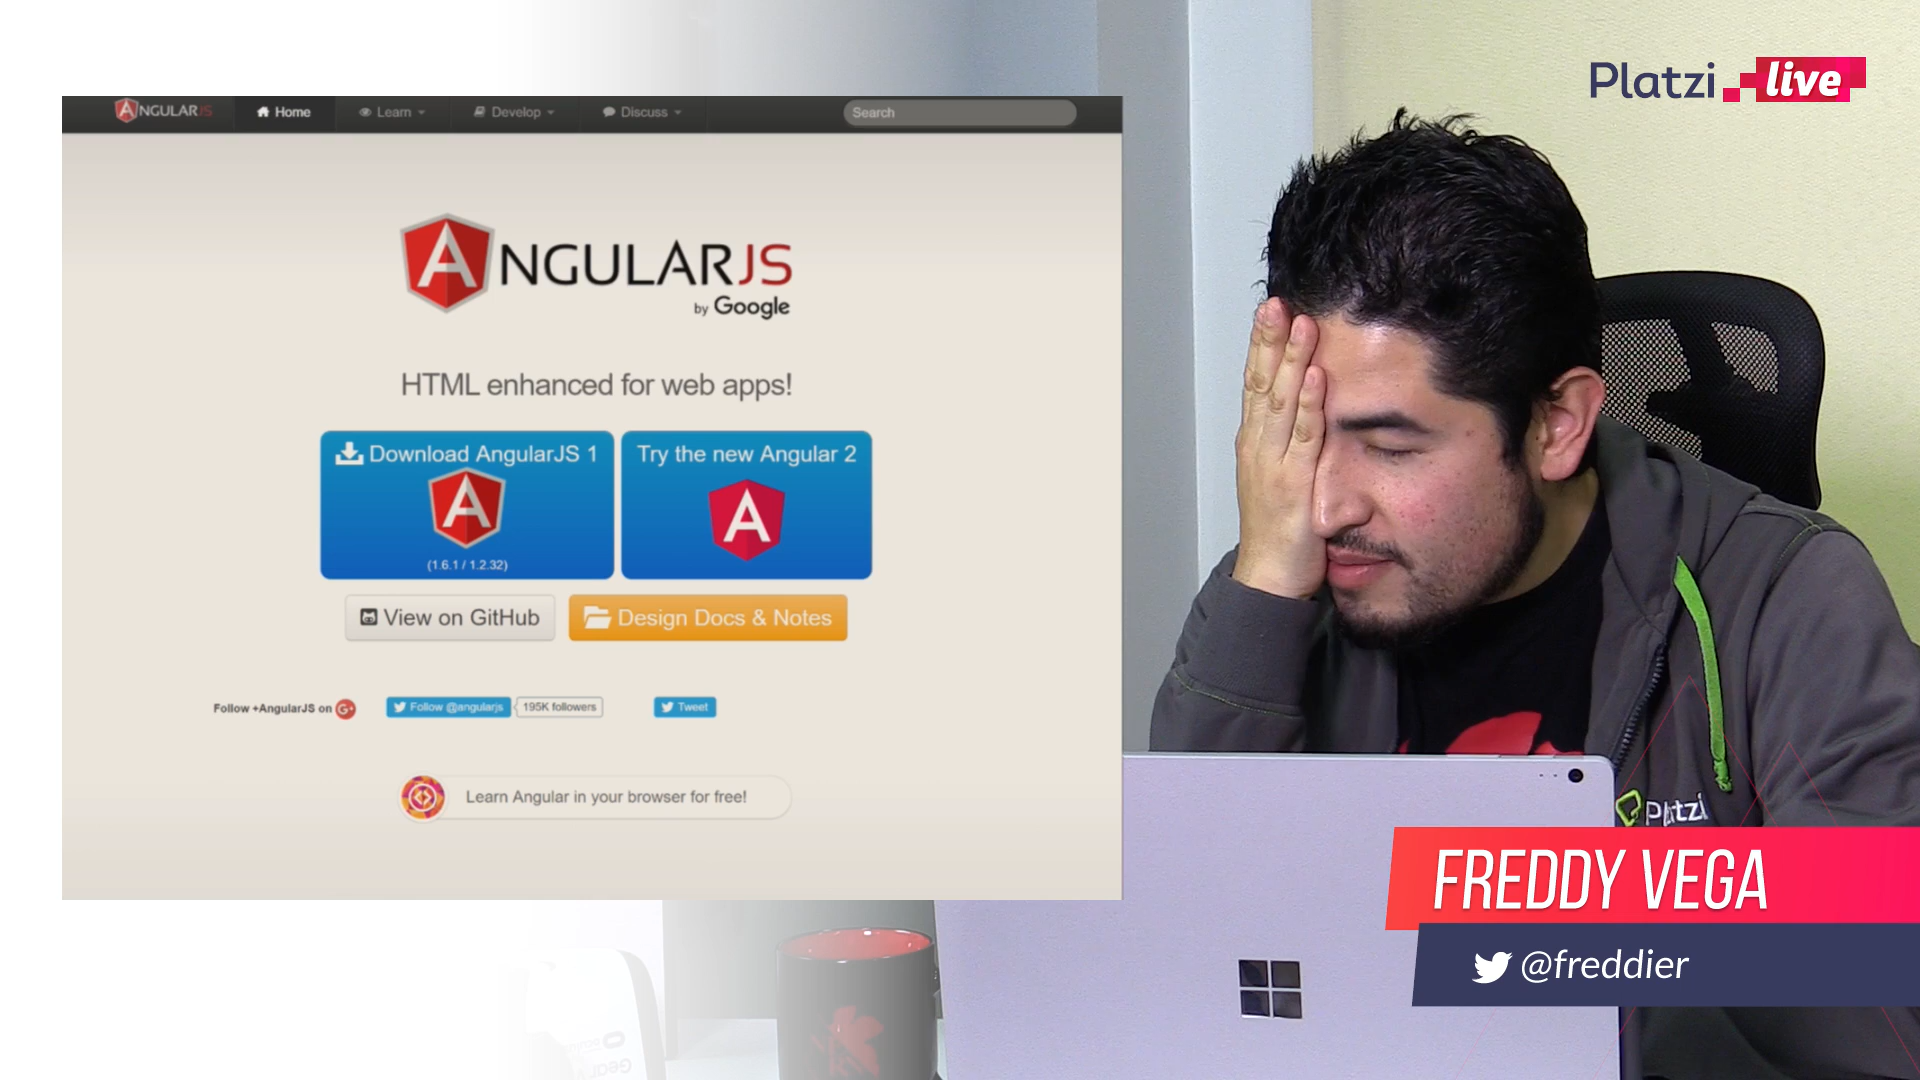 Platzi live
ANGULARJS
Home
Learn
Develop
Discuss
Search
ANGULARJS
by Google
HTML enhanced for web apps!
Download AngularJS 1
(1.6.1 / 1.2.32)
Try the new Angular 2
View on GitHub
Design Docs & Notes
Follow +AngularJS on G+
Follow @angularjs
195K followers
Tweet
Learn Angular in your browser for free!
Platzi
FREDDY VEGA
@freddier